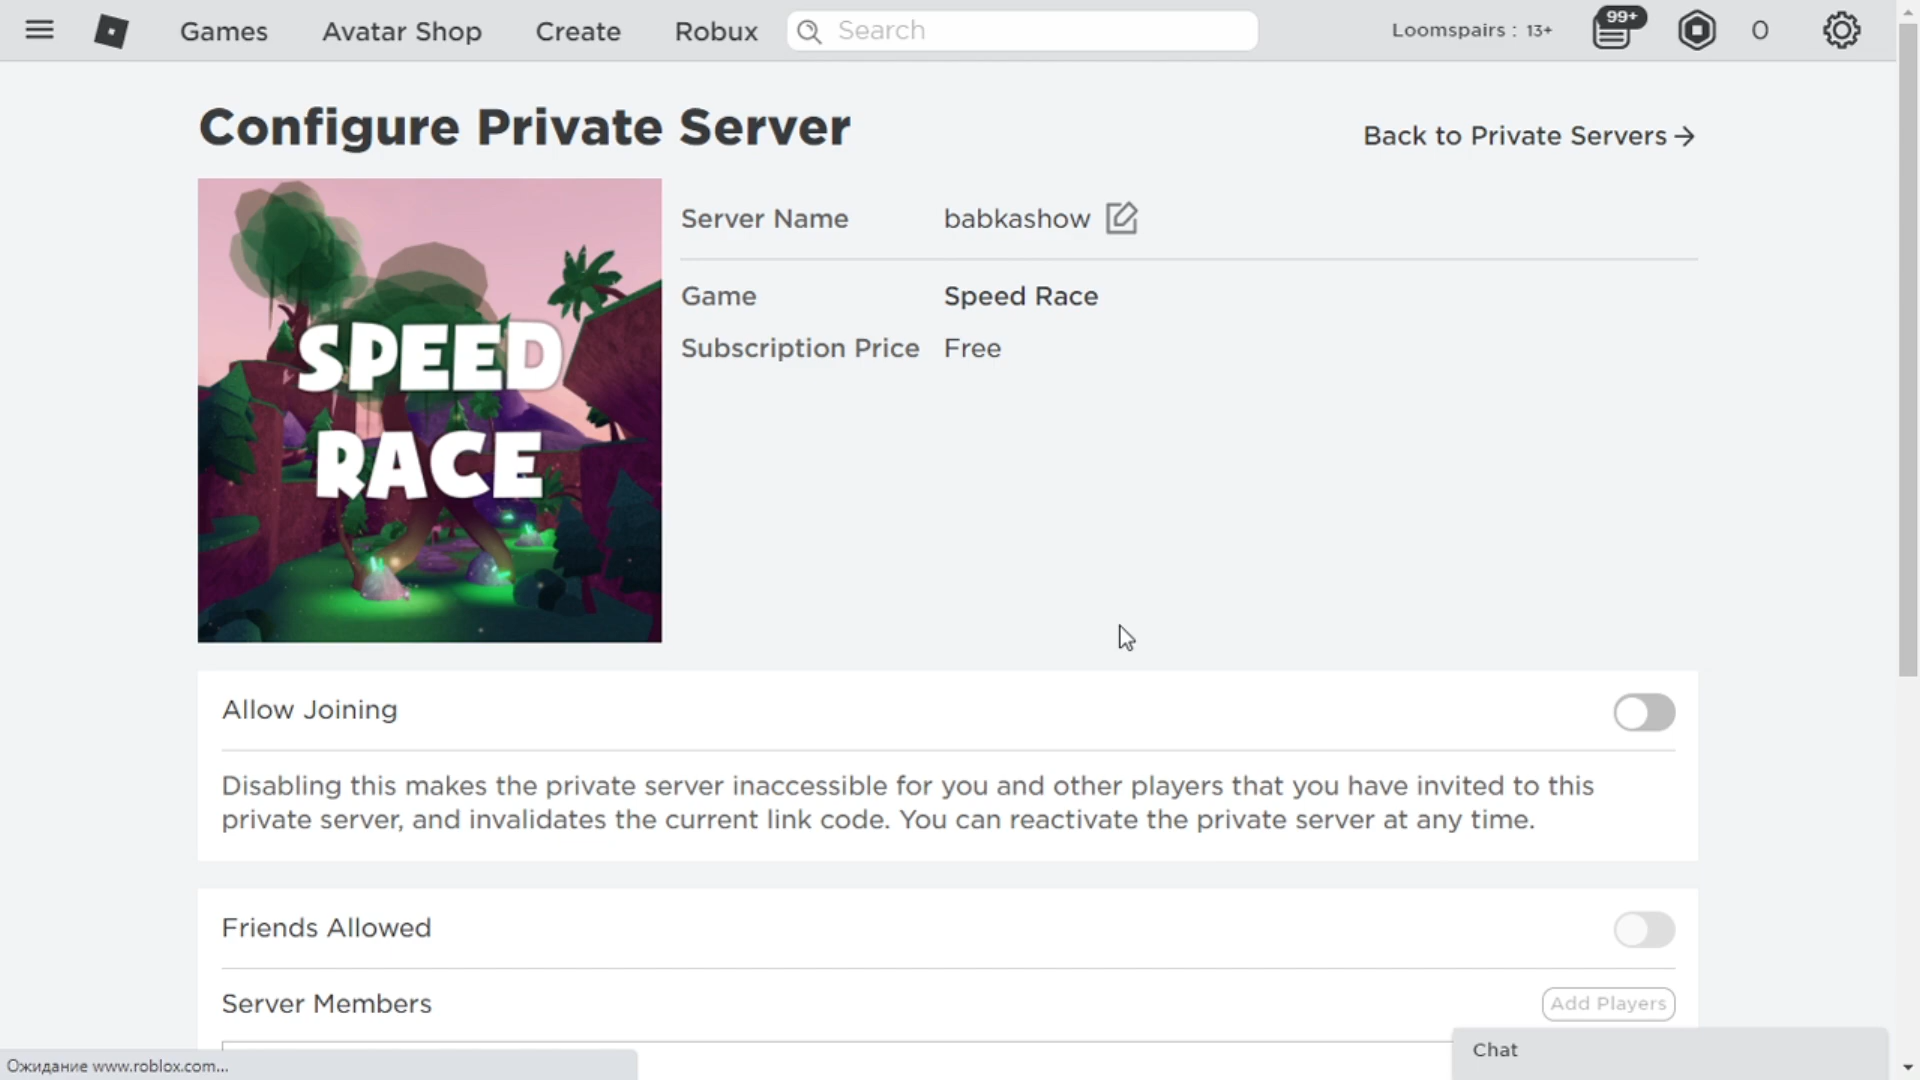 Games Avatar Shop Create Robux Search Loomspairs : 13+ 99+ 0
Configure Private Server
Back to Private Servers →
SPEED
RACE
Server Name babkashow
Game Speed Race
Subscription Price Free
Allow Joining
Disabling this makes the private server inaccessible for you and other players that you have invited to this
private server, and invalidates the current link code. You can reactivate the private server at any time.
Friends Allowed
Server Members Add Players
Chat
Ожидание www.roblox.com...